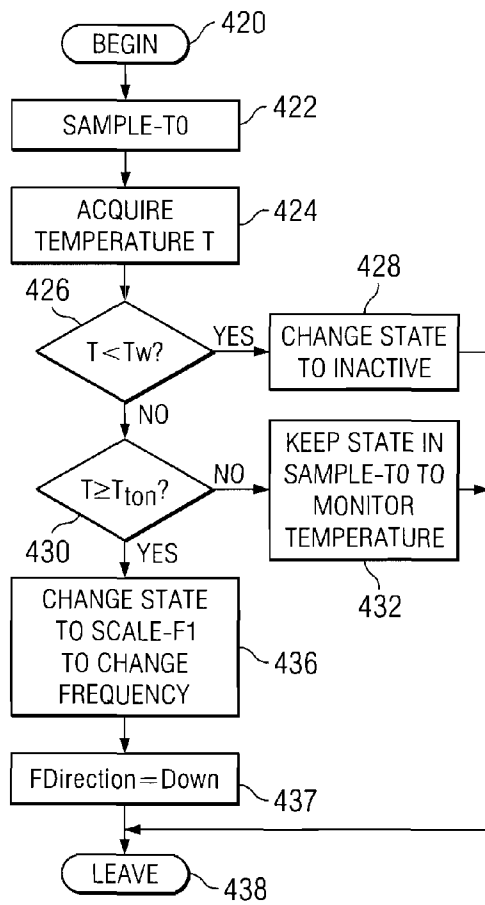 BEGIN
420
SAMPLE-T0
422
ACQUIRE
TEMPERATURE T
424
426
T<Tw?
YES
428
CHANGE STATE
TO INACTIVE
NO
T≥Tton?
430
NO
KEEP STATE IN
SAMPLE-T0 TO
MONITOR
TEMPERATURE
432
YES
CHANGE STATE
TO SCALE-F1
TO CHANGE
FREQUENCY
436
FDirection=Down
437
LEAVE
438